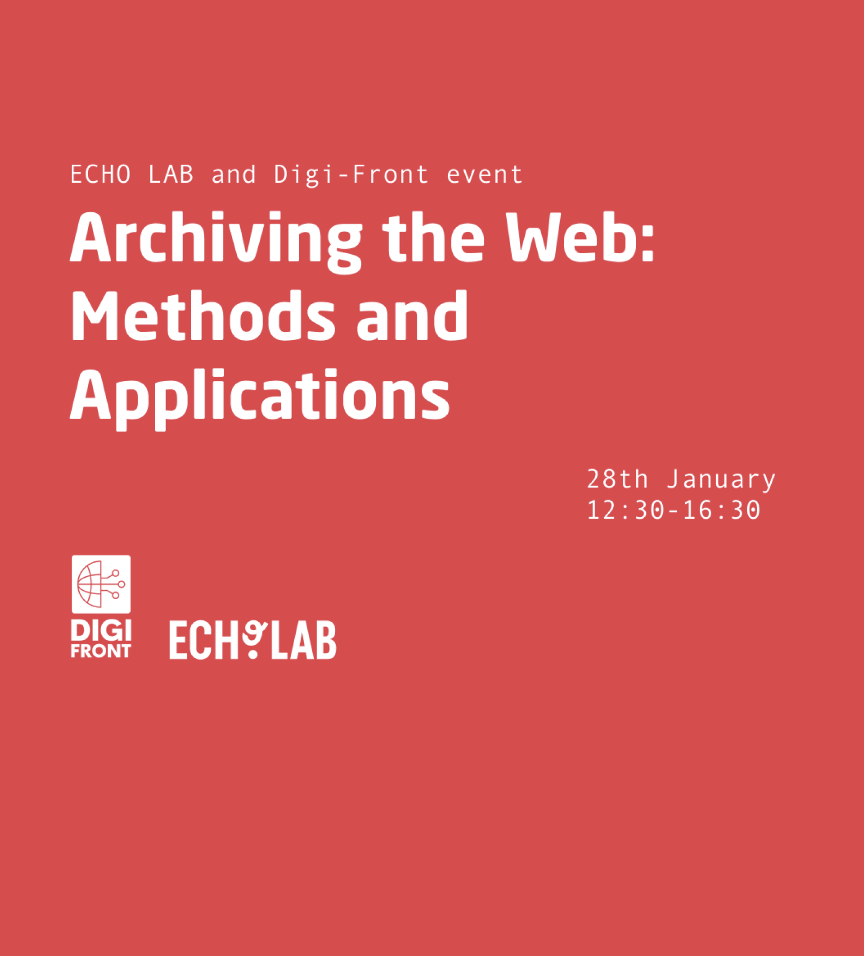 ECHO LAB and Digi-Front event
Archiving the Web:
Methods and
Applications
28th January
12:30-16:30
DIGI
FRONT
ECHO LAB